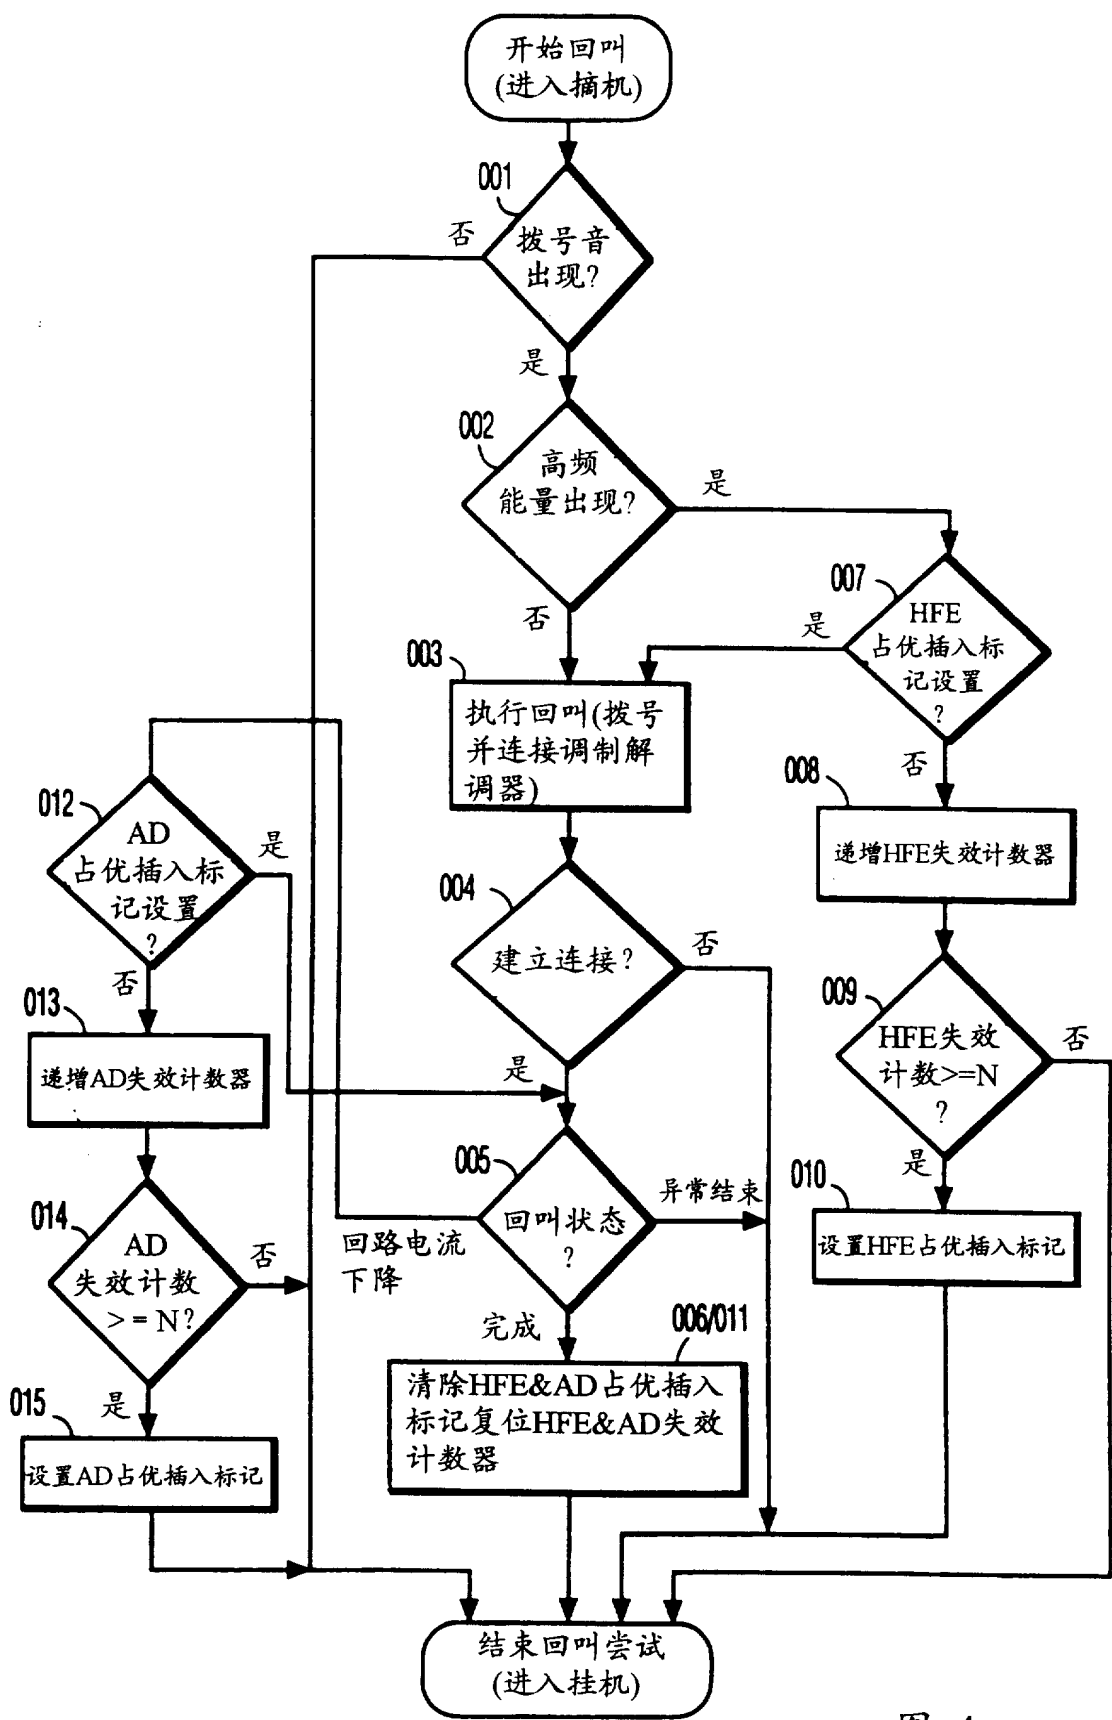 开始回叫
(进入摘机)
001
拨号音
出现?
否
是
002
高频
能量出现?
是
否
007
HFE
占优插入标
记设置
?
是
否
003
执行回叫(拨号
并连接调制解
调器)
008
递增HFE失效计数器
012
AD
占优插入标
记设置
?
是
否
004
建立连接?
否
是
009
HFE失效
计数>=N
?
否
是
013
递增AD失效计数器
005
回叫状态
?
异常结束
回路电流
下降
完成
010
设置HFE占优插入标记
014
AD
失效计数
>=N?
否
是
006/011
清除HFE&AD占优插入
标记复位HFE&AD失效
计数器
015
设置AD占优插入标记
结束回叫尝试
(进入挂机)